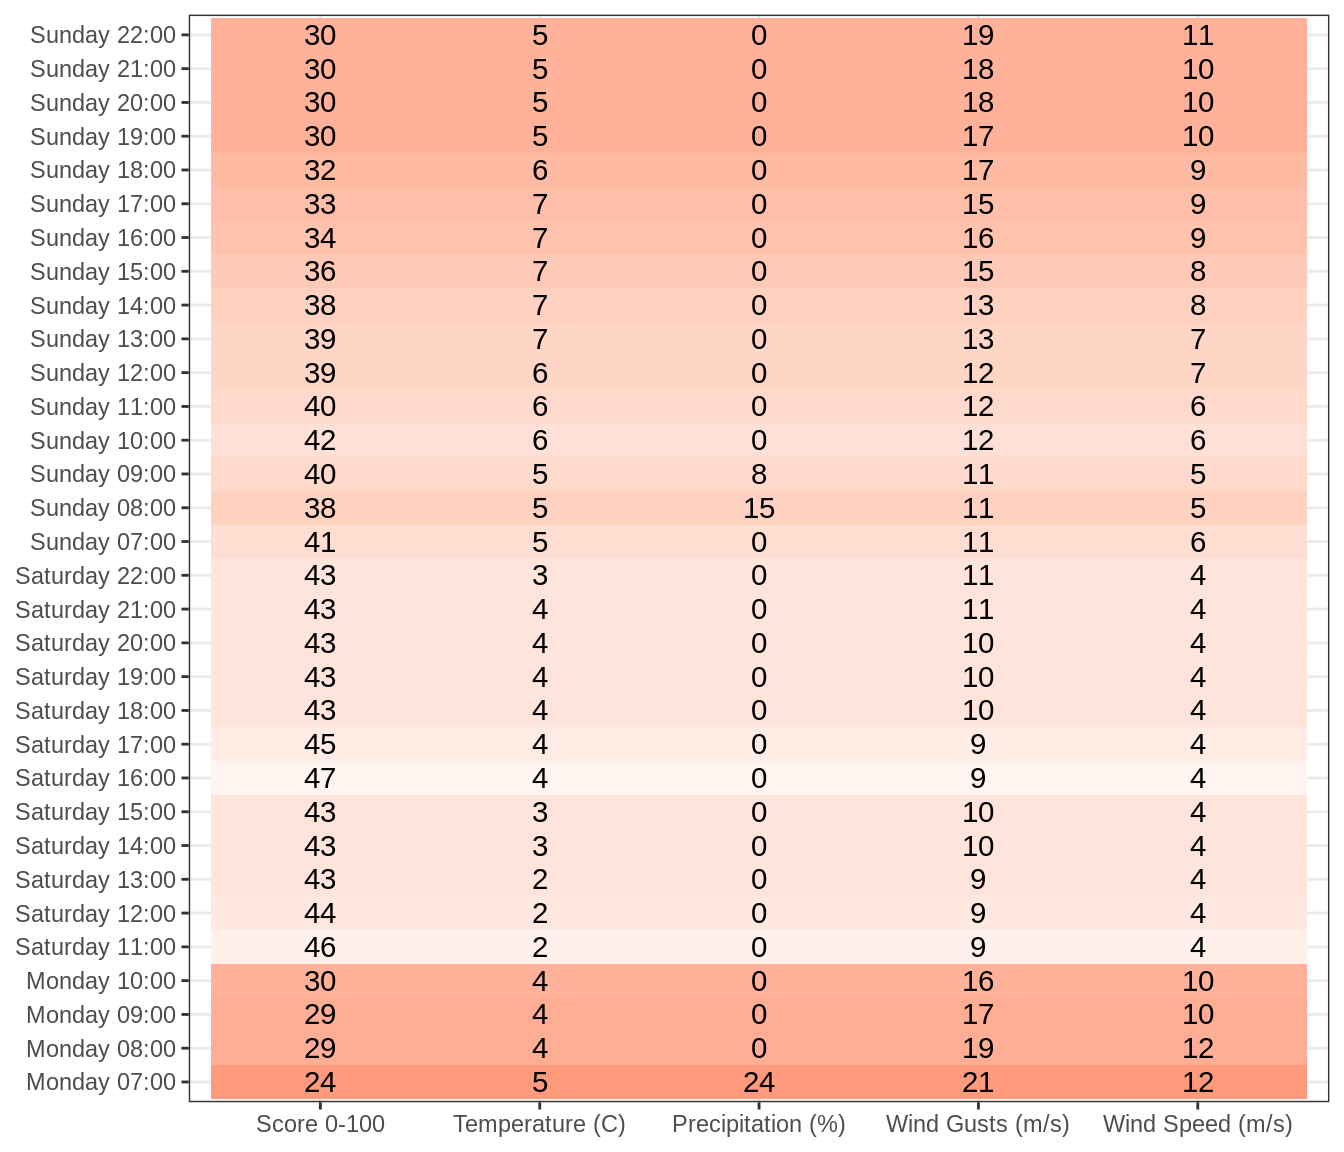 Sunday 22:00 30 5 0 19 11
Sunday 21:00 30 5 0 18 10
Sunday 20:00 30 5 0 18 10
Sunday 19:00 30 5 0 17 10
Sunday 18:00 32 6 0 17 9
Sunday 17:00 33 7 0 15 9
Sunday 16:00 34 7 0 16 9
Sunday 15:00 36 7 0 15 8
Sunday 14:00 38 7 0 13 8
Sunday 13:00 39 7 0 13 7
Sunday 12:00 39 6 0 12 7
Sunday 11:00 40 6 0 12 6
Sunday 10:00 42 6 0 12 6
Sunday 09:00 40 5 8 11 5
Sunday 08:00 38 5 15 11 5
Sunday 07:00 41 5 0 11 6
Saturday 22:00 43 3 0 11 4
Saturday 21:00 43 4 0 11 4
Saturday 20:00 43 4 0 10 4
Saturday 19:00 43 4 0 10 4
Saturday 18:00 43 4 0 10 4
Saturday 17:00 45 4 0 9 4
Saturday 16:00 47 4 0 9 4
Saturday 15:00 43 3 0 10 4
Saturday 14:00 43 3 0 10 4
Saturday 13:00 43 2 0 9 4
Saturday 12:00 44 2 0 9 4
Saturday 11:00 46 2 0 9 4
Monday 10:00 30 4 0 16 10
Monday 09:00 29 4 0 17 10
Monday 08:00 29 4 0 19 12
Monday 07:00 24 5 24 21 12
Score 0-100 Temperature (C) Precipitation (%) Wind Gusts (m/s) Wind Speed (m/s)